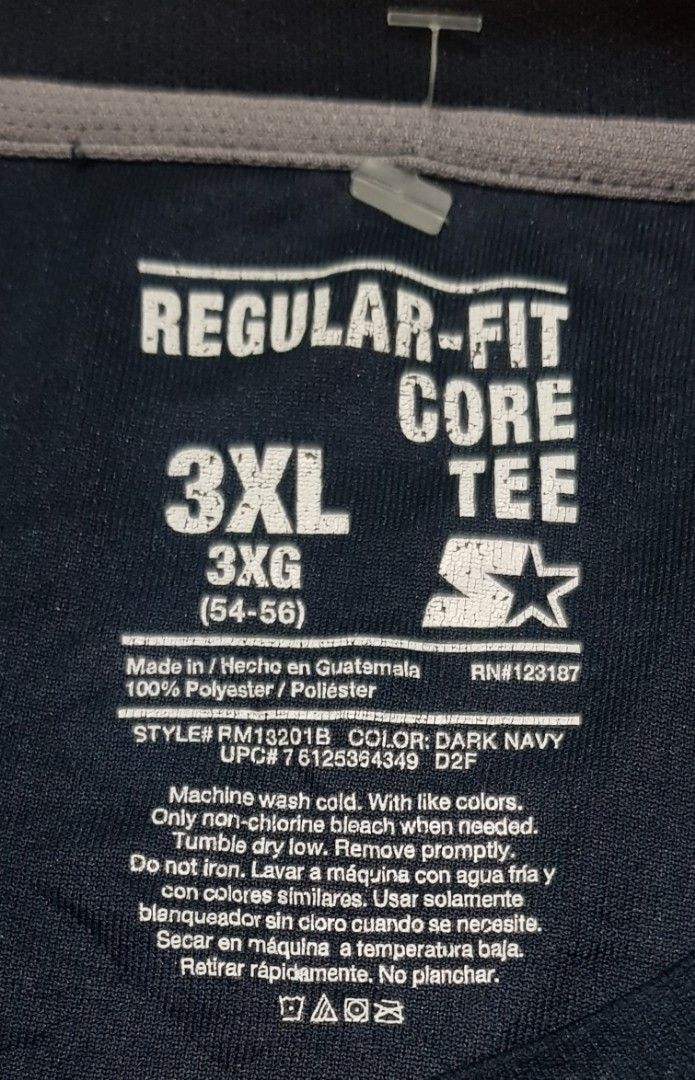 REGULAR-FIT
CORE
TEE
3XL
3XG
(54-56)
Made in / Hecho en Guatemala RN#123187
100% Polyester / Poliéster
STYLE# RM13201B COLOR: DARK NAVY
UPC# 7 6125364349 D2F
Machine wash cold. With like colors.
Only non-chlorine bleach when needed.
Tumble dry low. Remove promptly.
Do not iron. Lavar a máquina con agua fría y
con colores similares. Usar solamente
blanqueador sin cloro cuando se necesite.
Secar en máquina a temperatura baja.
Retirar rápidamente. No planchar.